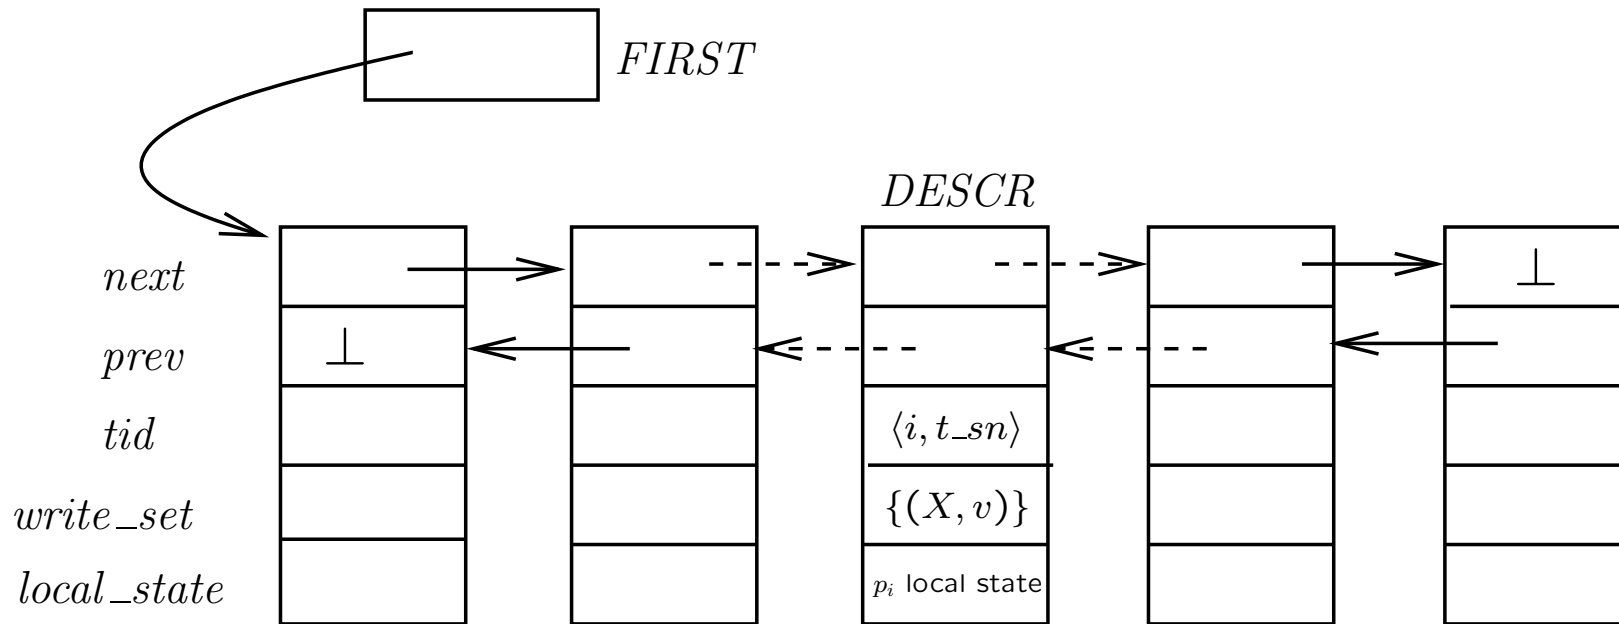 FIRST
DESCR
next ⊥
prev ⊥
tid ⟨i, t_sn⟩
write_set {(X, v)}
local_state p_i local state